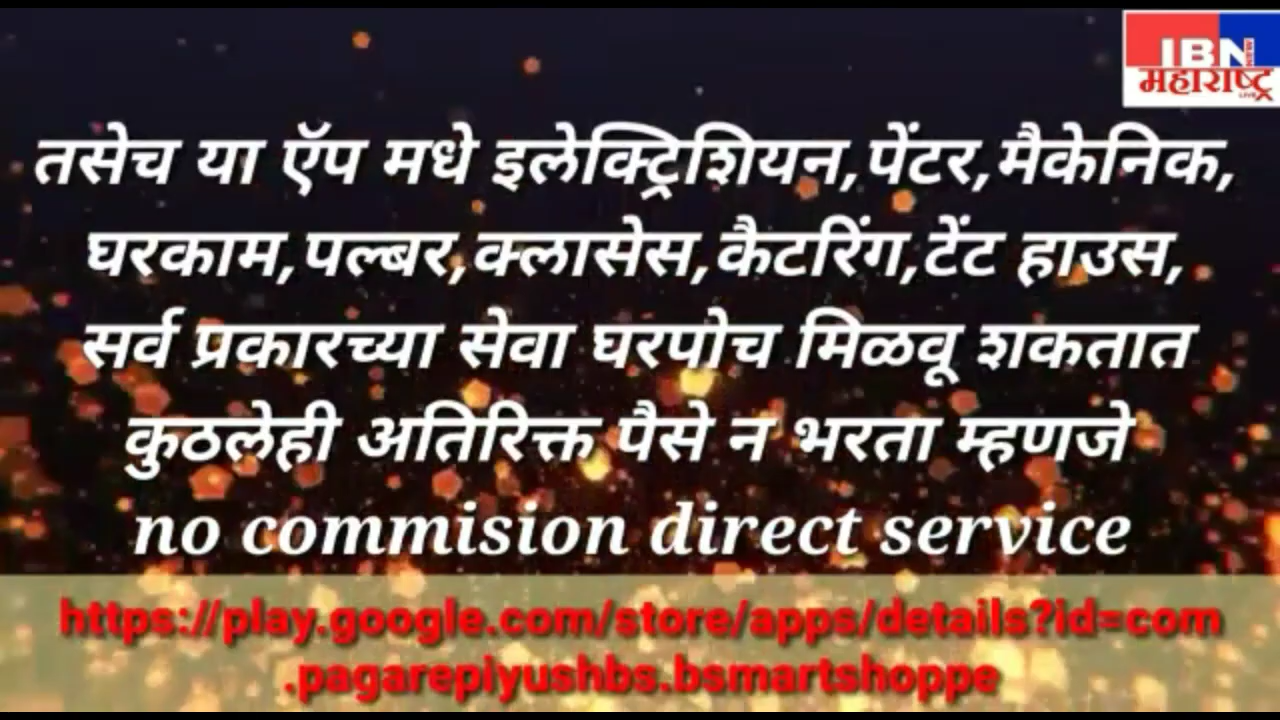 IBN
NEWS
महाराष्ट्र
LIVE
तसेच या ऍप मधे इलेक्ट्रिशियन,पेंटर,मैकेनिक,
घरकाम,पल्बर,क्लासेस,कैटरिंग,टेंट हाउस,
सर्व प्रकारच्या सेवा घरपोच मिळवू शकतात
कुठलेही अतिरिक्त पैसे न भरता म्हणजे
no commision direct service
https://play.google.com/store/apps/details?id=com
.pagarepiyushbs.bsmartshoppe